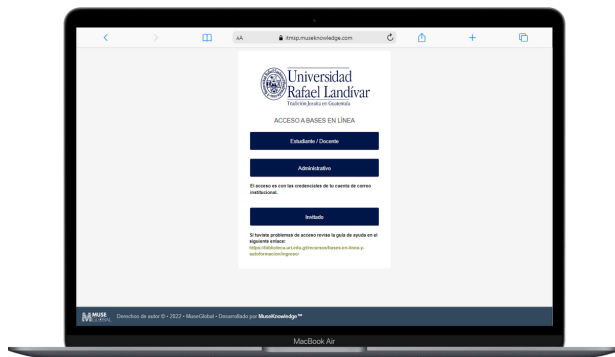 AA itmsp.museknowledge.com
Universidad
Rafael Landívar
Tradición Jesuita en Guatemala
ACCESO A BASES EN LÍNEA
Estudiante / Docente
Administrativo
El acceso es con las credenciales de tu cuenta de correo
institucional.
Invitado
Si tuviste problemas de acceso revisa la guía de ayuda en el
siguiente enlace:
https://biblioteca.url.edu.gt/recursos/bases-en-linea-y-
autoformacion/ingreso/
MUSE
GLOBAL
Derechos de autor © • 2022 • MuseGlobal • Desarrollado por MuseKnowledge™
MacBook Air